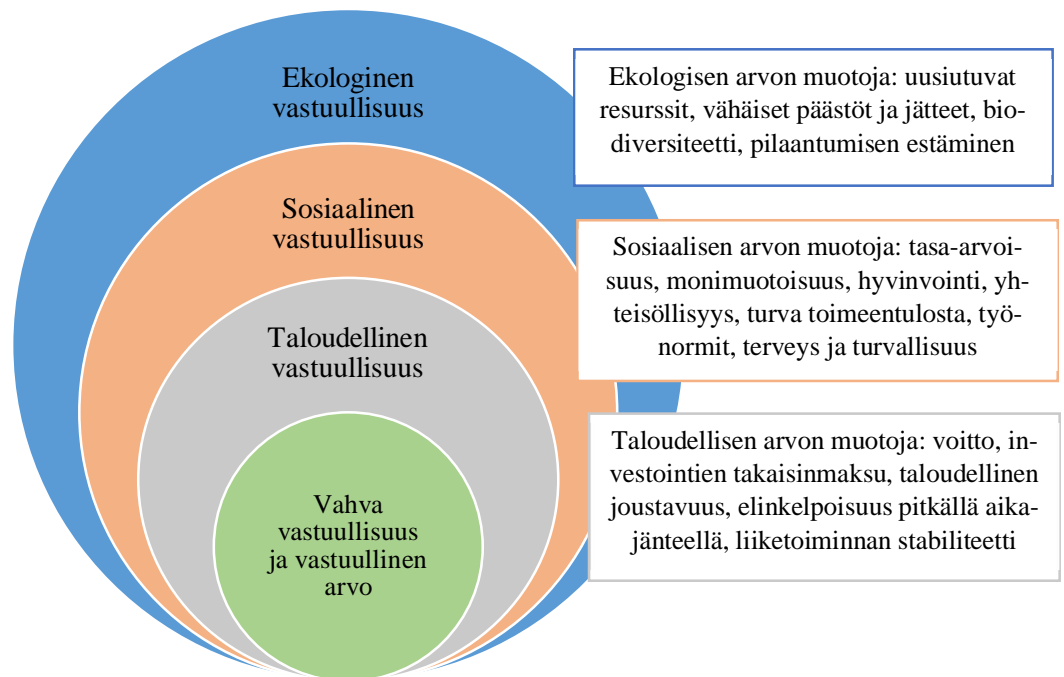 Ekologinen
vastuullisuus
Ekologisen arvon muotoja: uusiutuvat
resurssit, vähäiset päästöt ja jätteet, bio-
diversiteetti, pilaantumisen estäminen
Sosiaalinen
vastuullisuus
Sosiaalisen arvon muotoja: tasa-arvoi-
suus, monimuotoisuus, hyvinvointi, yh-
teisöllisyys, turva toimeentulosta, työ-
normit, terveys ja turvallisuus
Taloudellinen
vastuullisuus
Taloudellisen arvon muotoja: voitto, in-
vestointien takaisinmaksu, taloudellinen
joustavuus, elinkelpoisuus pitkällä aika-
jänteellä, liiketoiminnan stabiliteetti
Vahva
vastuullisuus
ja vastuullinen
arvo